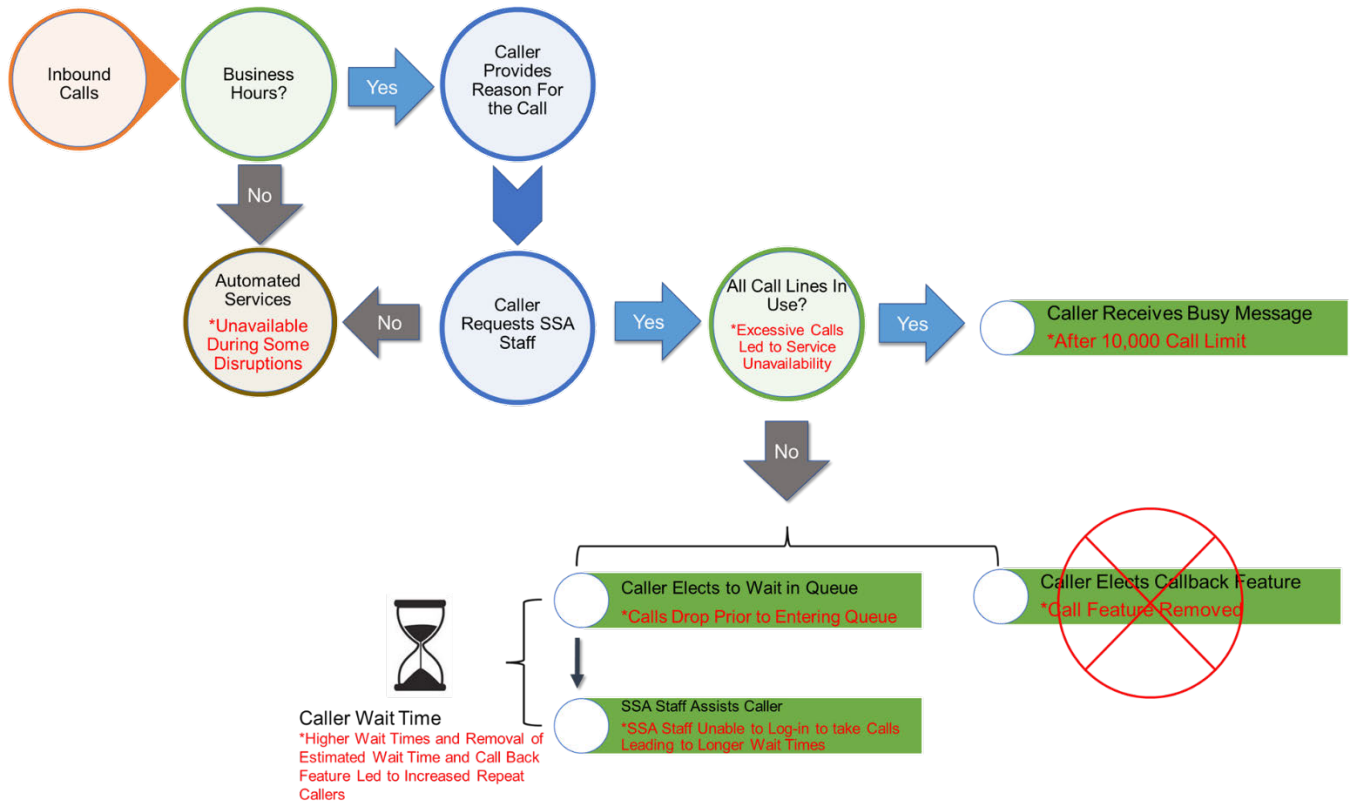 Inbound
Calls
Business
Hours?
Yes
Caller
Provides
Reason For
the Call
No
Automated
Services
*Unavailable
During Some
Disruptions
No
Caller
Requests SSA
Staff
Yes
All Call Lines In
Use?
*Excessive Calls
Led to Service
Unavailability
Yes
Caller Receives Busy Message
*After 10,000 Call Limit
No
Caller Elects to Wait in Queue
*Calls Drop Prior to Entering Queue
Caller Elects Callback Feature
*Call Feature Removed
SSA Staff Assists Caller
*SSA Staff Unable to Log-in to take Calls
Leading to Longer Wait Times
Caller Wait Time
*Higher Wait Times and Removal of
Estimated Wait Time and Call Back
Feature Led to Increased Repeat
Callers